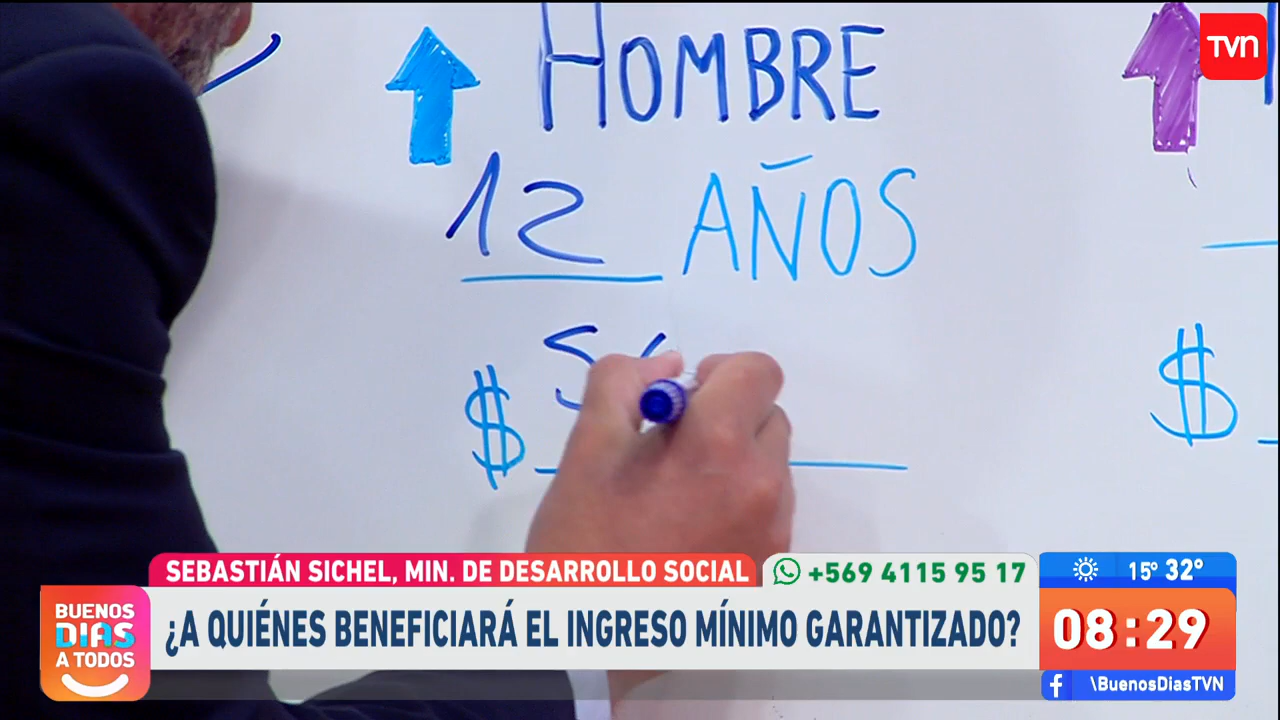 HOMBRE
TVN
12 AÑOS
$
$
SEBASTIÁN SICHEL, MIN. DE DESARROLLO SOCIAL
+569 4115 95 17
15° 32°
BUENOS DÍAS A TODOS
¿A QUIÉNES BENEFICIARÁ EL INGRESO MÍNIMO GARANTIZADO?
08:29
\BuenosDiasTVN